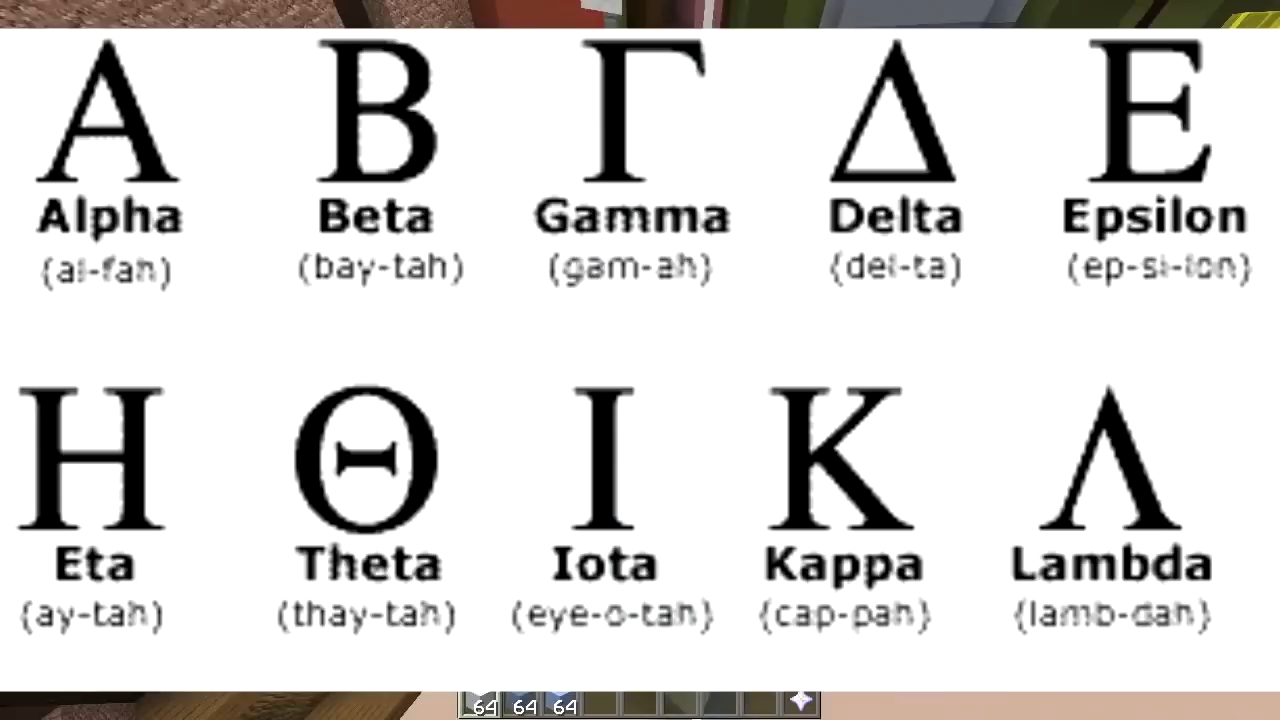 Α Β Γ Δ Ε
Alpha Beta Gamma Delta Epsilon
(al-fah) (bay-tah) (gam-ah) (del-ta) (ep-si-lon)
Η Θ Ι Κ Λ
Eta Theta Iota Kappa Lambda
(ay-tah) (thay-tah) (eye-o-tah) (cap-pah) (lamb-dah)
64 64 64